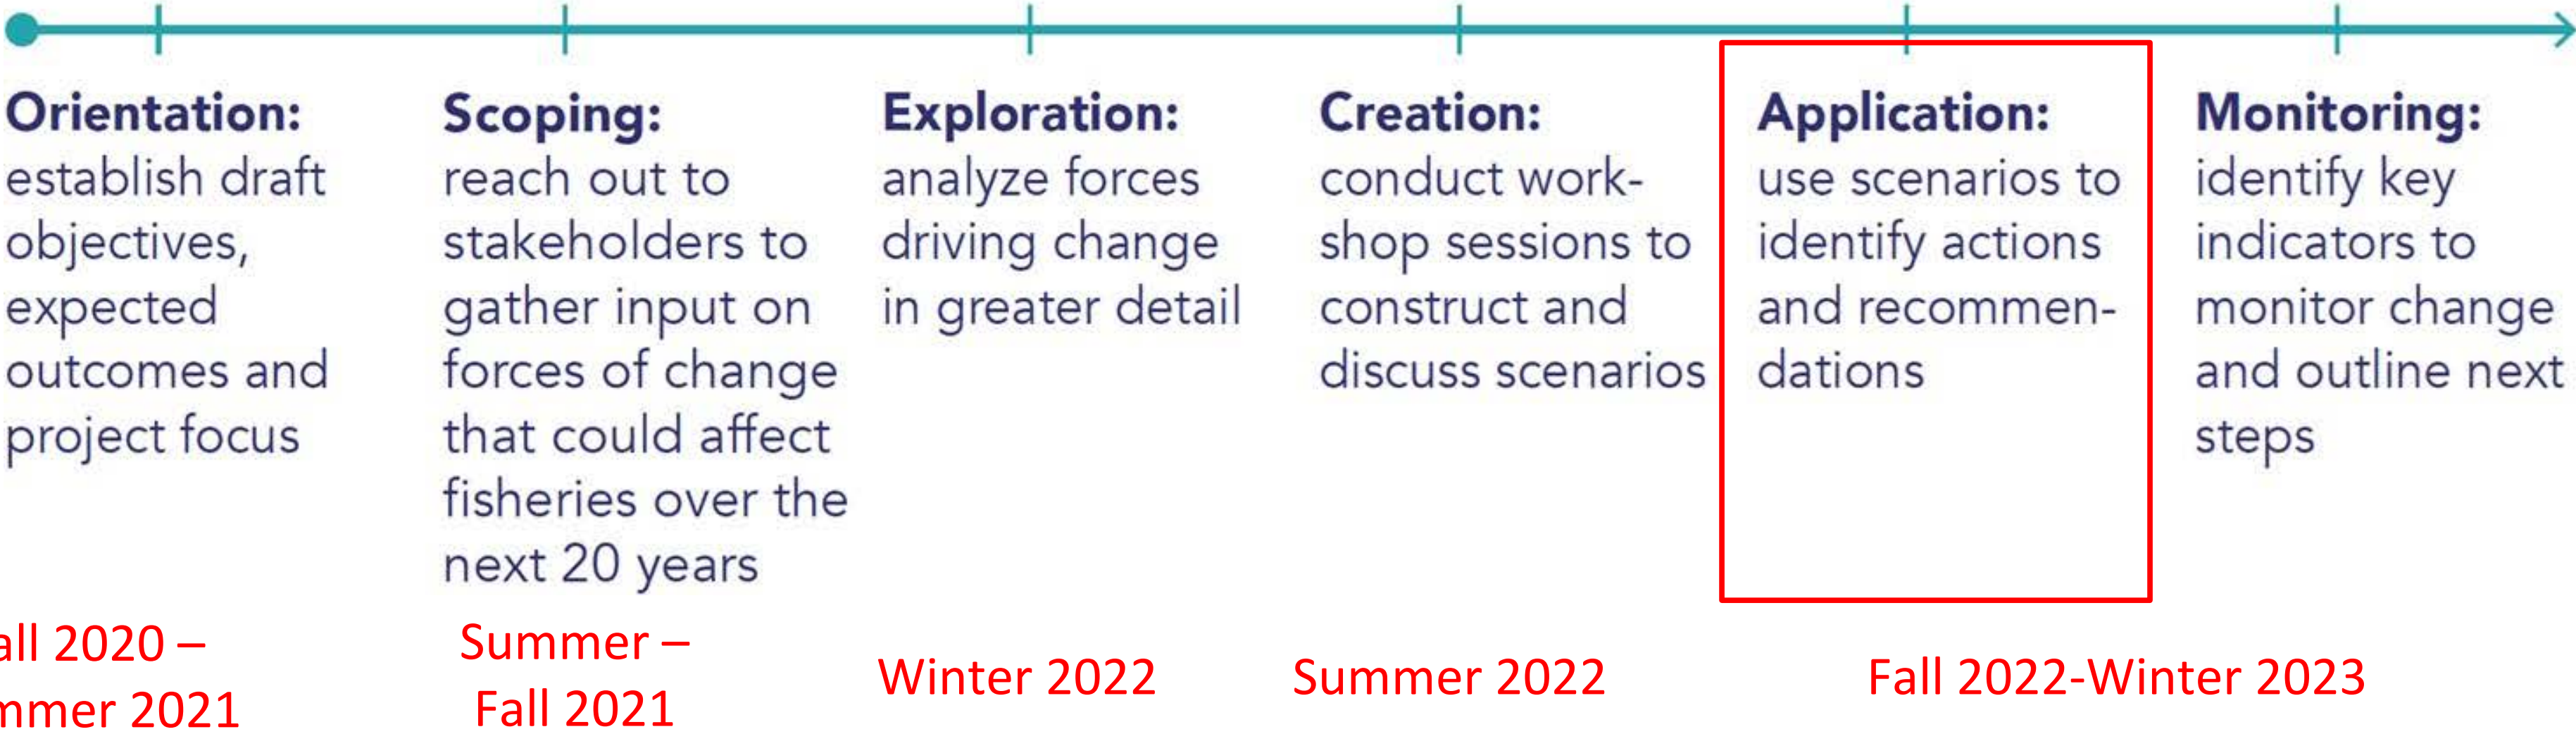 Orientation:
establish draft
objectives,
expected
outcomes and
project focus
Scoping:
reach out to
stakeholders to
gather input on
forces of change
that could affect
fisheries over the
next 20 years
Exploration:
analyze forces
driving change
in greater detail
Creation:
conduct work-
shop sessions to
construct and
discuss scenarios
Application:
use scenarios to
identify actions
and recommen-
dations
Monitoring:
identify key
indicators to
monitor change
and outline next
steps
all 2020 –
mmer 2021
Summer –
Fall 2021
Winter 2022
Summer 2022
Fall 2022-Winter 2023